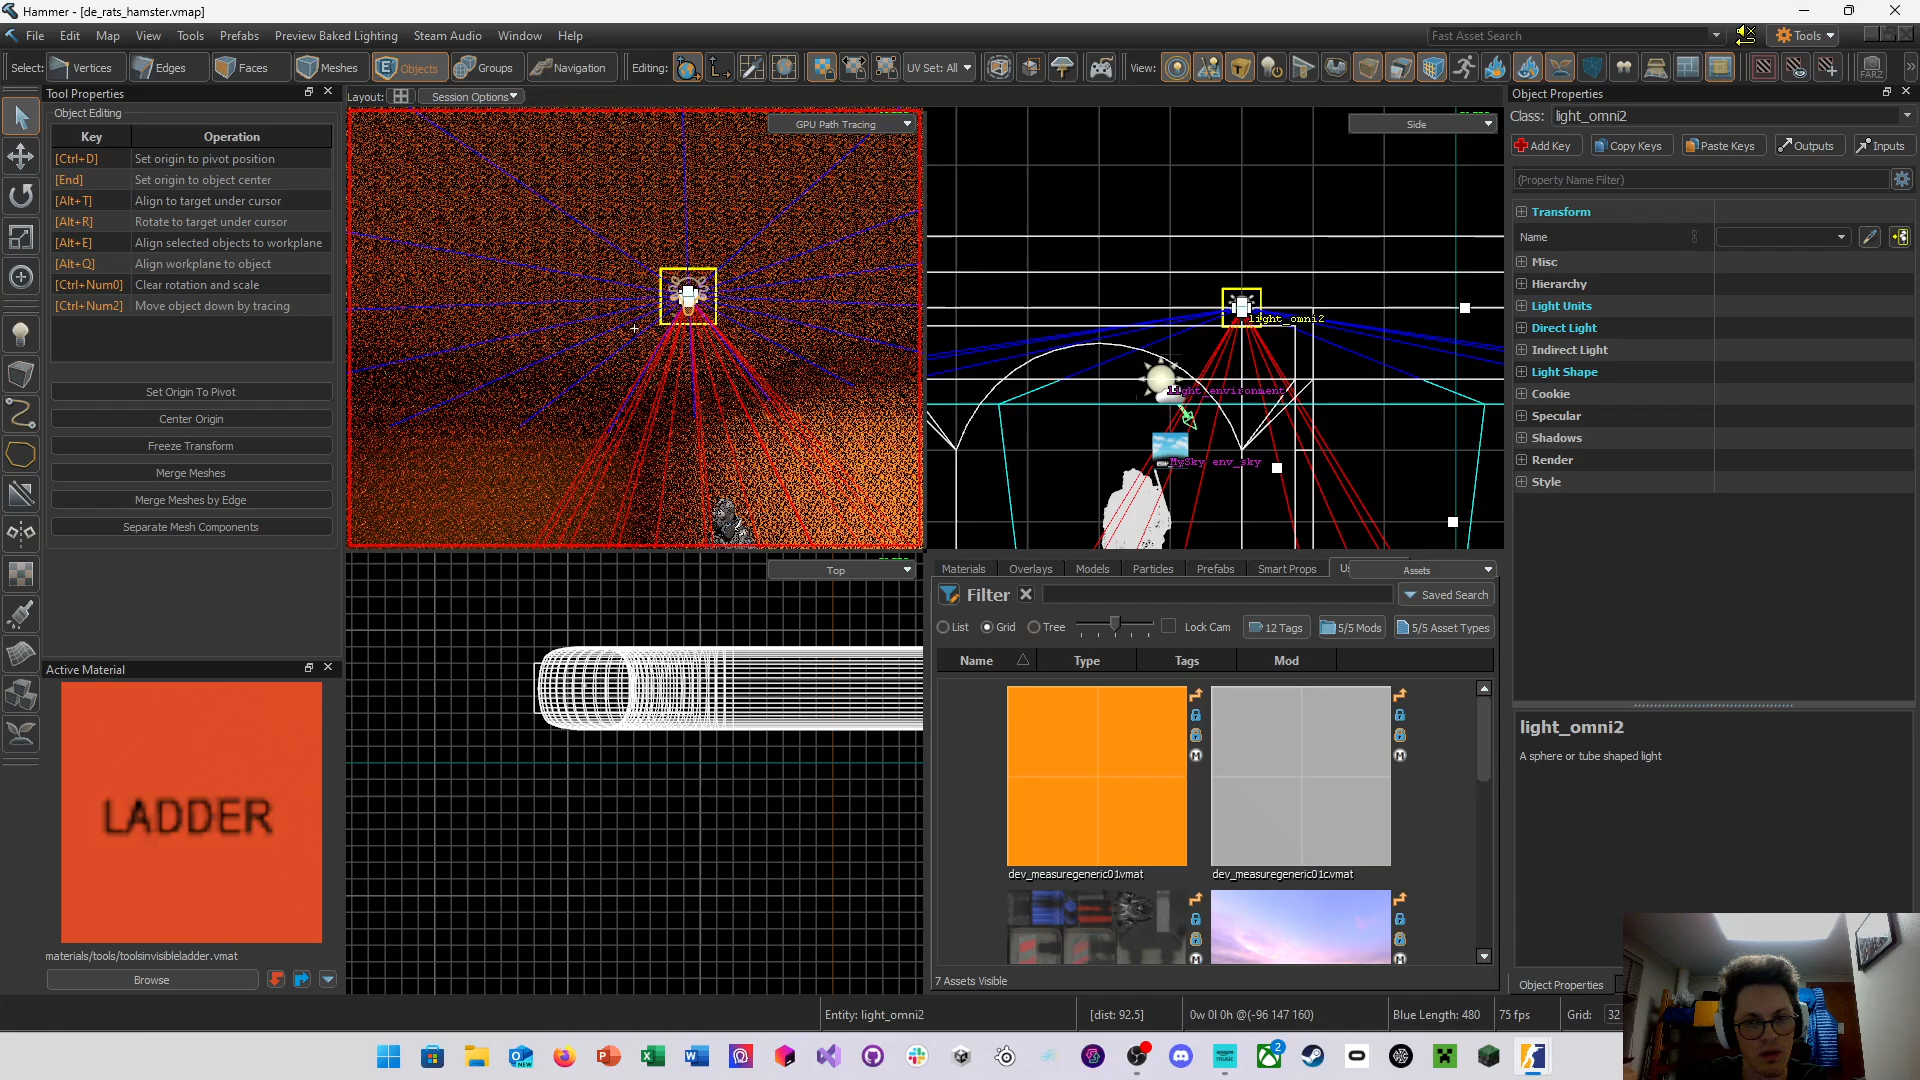 Hammer - [de_rats_hamster.vmap]
File Edit Map View Tools Prefabs Preview Baked Lighting Steam Audio Window Help
Fast Asset Search
Tools
Select: Vertices Edges Faces Meshes Objects Groups Navigation
Editing: UV Set: All
View:
FARZ
Tool Properties
Object Editing
Key Operation
[Ctrl+D] Set origin to pivot position
[End] Set origin to object center
[Alt+T] Align to target under cursor
[Alt+R] Rotate to target under cursor
[Alt+E] Align selected objects to workplane
[Alt+Q] Align workplane to object
[Ctrl+Num0] Clear rotation and scale
[Ctrl+Num2] Move object down by tracing
Set Origin To Pivot
Center Origin
Freeze Transform
Merge Meshes
Merge Meshes by Edge
Separate Mesh Components
Active Material
LADDER
materials/tools/toolsinvisibleladder.vmat
Browse
Layout: Session Options
GPU Path Tracing
Side
light_omni2
light_environment
MySky env_sky
Top
Materials Overlays Models Particles Prefabs Smart Props
Assets
Filter
Saved Search
List Grid Tree Lock Cam 12 Tags 5/5 Mods 5/5 Asset Types
Name Type Tags Mod
dev_measuregeneric01.vmat
dev_measuregeneric01c.vmat
7 Assets Visible
Object Properties
Class: light_omni2
Add Key Copy Keys Paste Keys Outputs Inputs
(Property Name Filter)
Transform
Name
Misc
Hierarchy
Light Units
Direct Light
Indirect Light
Light Shape
Cookie
Specular
Shadows
Render
Style
light_omni2
A sphere or tube shaped light
Object Properties
Entity: light_omni2 [dist: 92.5] 0w 0l 0h @(-96 147 160) Blue Length: 480 75 fps Grid: 32
NEW
2